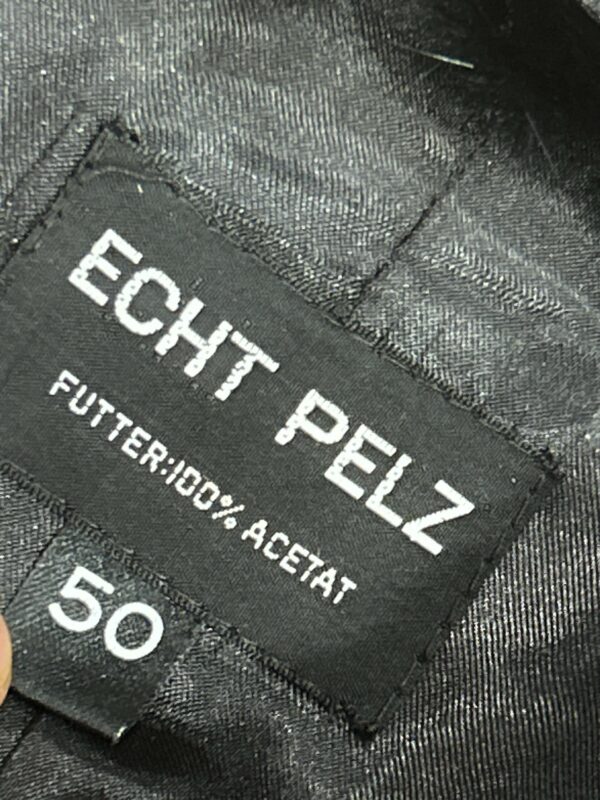 ECHT PELZ
FUTTER:100% ACETAT
50